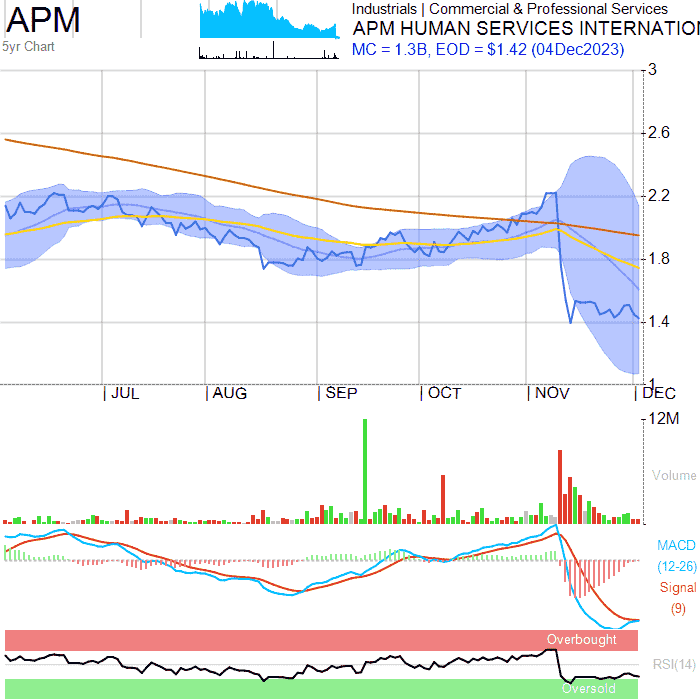 APM
5yr Chart
Industrials | Commercial & Professional Services
APM HUMAN SERVICES INTERNATION
MC = 1.3B, EOD = $1.42 (04Dec2023)
3
2.6
2.2
1.8
1.4
1
JUL AUG SEP OCT NOV DEC
12M
Volume
MACD
(12-26)
Signal
(9)
Overbought
RSI(14)
Oversold